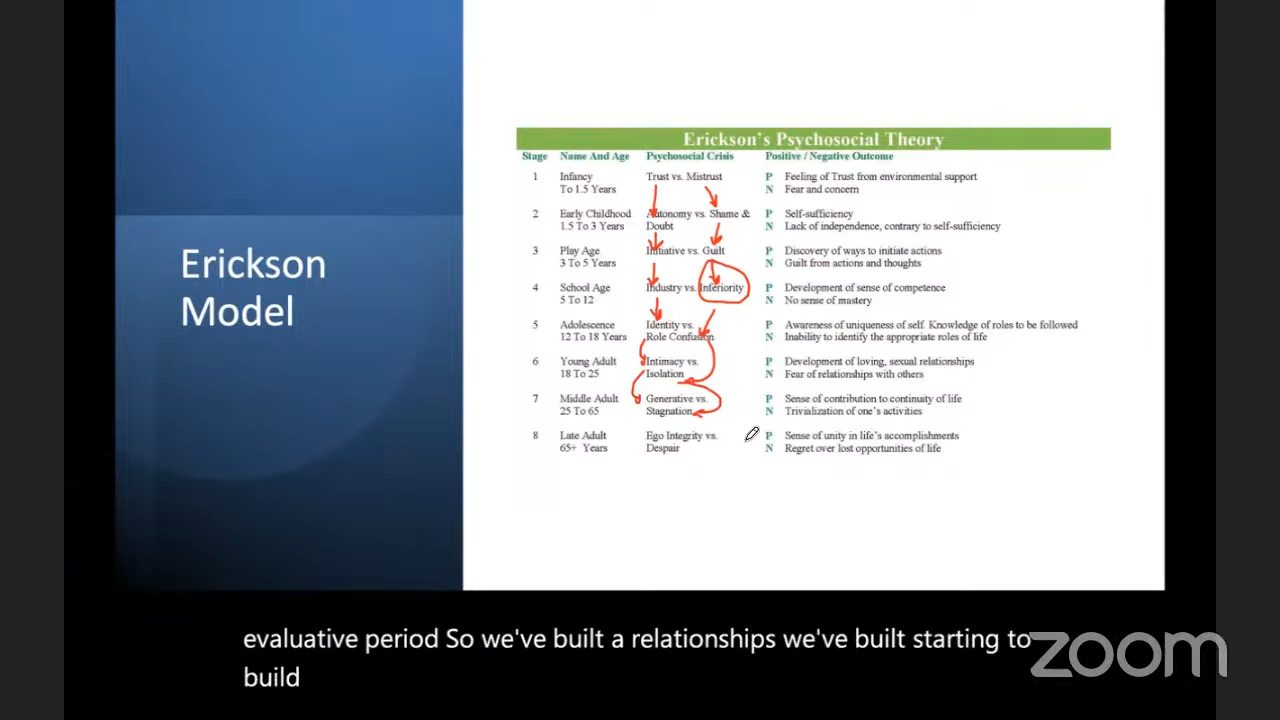 Erickson
Model
Erickson's Psychosocial Theory
Stage Name And Age Psychosocial Crisis Positive / Negative Outcome
1 Infancy Trust vs. Mistrust P Feeling of Trust from environmental support
To 1.5 Years N Fear and concern
2 Early Childhood Autonomy vs. Shame & P Self-sufficiency
1.5 To 3 Years Doubt N Lack of independence, contrary to self-sufficiency
3 Play Age Initiative vs. Guilt P Discovery of ways to initiate actions
3 To 5 Years N Guilt from actions and thoughts
4 School Age Industry vs. Inferiority P Development of sense of competence
5 To 12 N No sense of mastery
5 Adolescence Identity vs. P Awareness of uniqueness of self. Knowledge of roles to be followed
12 To 18 Years Role Confusion N Inability to identify the appropriate roles of life
6 Young Adult Intimacy vs. P Development of loving, sexual relationships
18 To 25 Isolation N Fear of relationships with others
7 Middle Adult Generative vs. P Sense of contribution to continuity of life
25 To 65 Stagnation N Trivialization of one's activities
8 Late Adult Ego Integrity vs. P Sense of unity in life's accomplishments
65+ Years Despair N Regret over lost opportunities of life
evaluative period So we've built a relationships we've built starting to
build
zoom